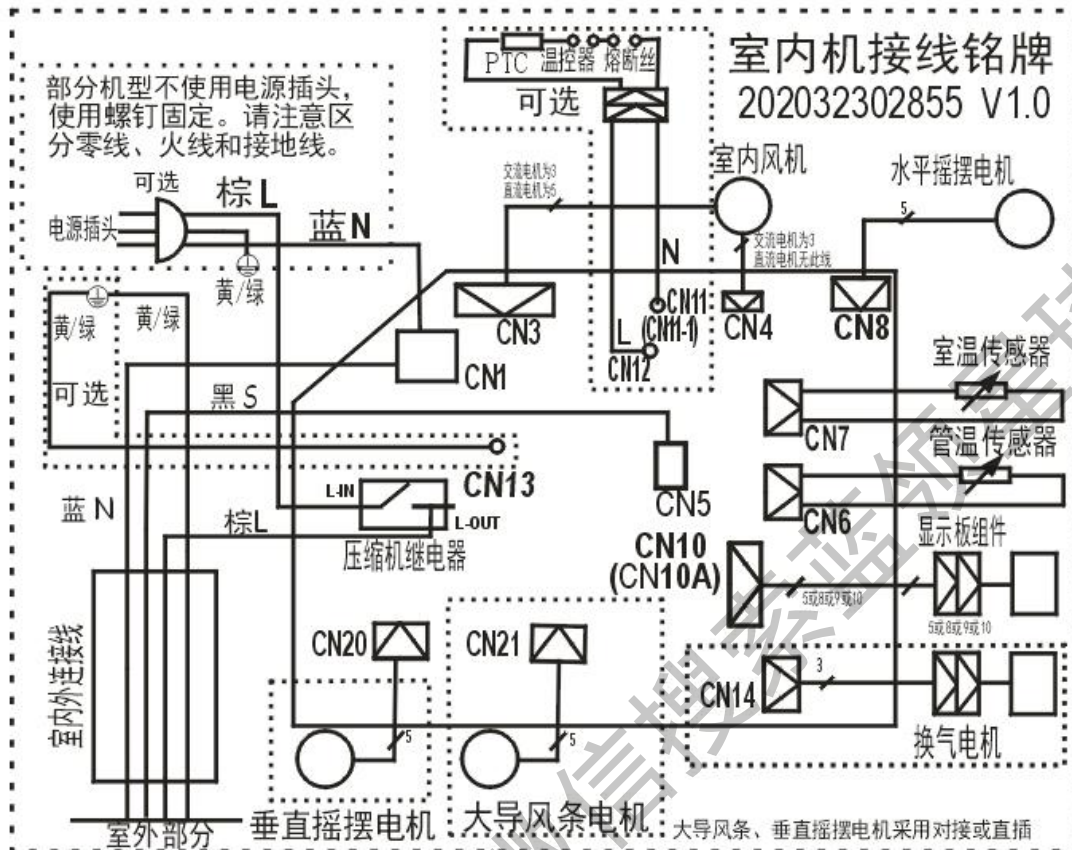 室内机接线铭牌
202032302855 V1.0
部分机型不使用电源插头,
使用螺钉固定。请注意区
分零线、火线和接地线。
可选
电源插头
棕L
蓝N
黄/绿
PTC 温控器 熔断丝
可选
交流电机为3
直流电机为5
室内风机
交流电机为3
直流电机无此线
水平摇摆电机
5
N
CN3
CN11
(CN11-1)
L
CN12
CN4
CN8
黄/绿
黄/绿
可选
CN1
黑 S
CN13
CN5
室温传感器
CN7
管温传感器
CN6
蓝 N
棕L
L-IN
L-OUT
压缩机继电器
CN10
(CN10A)
5或8或9或10
显示板组件
5或8或9或10
CN14
3
换气电机
室内外连接线
室外部分
CN20
5
垂直摇摆电机
CN21
5
大导风条电机
大导风条、垂直摇摆电机采用对接或直插
信搜索蓝领星球